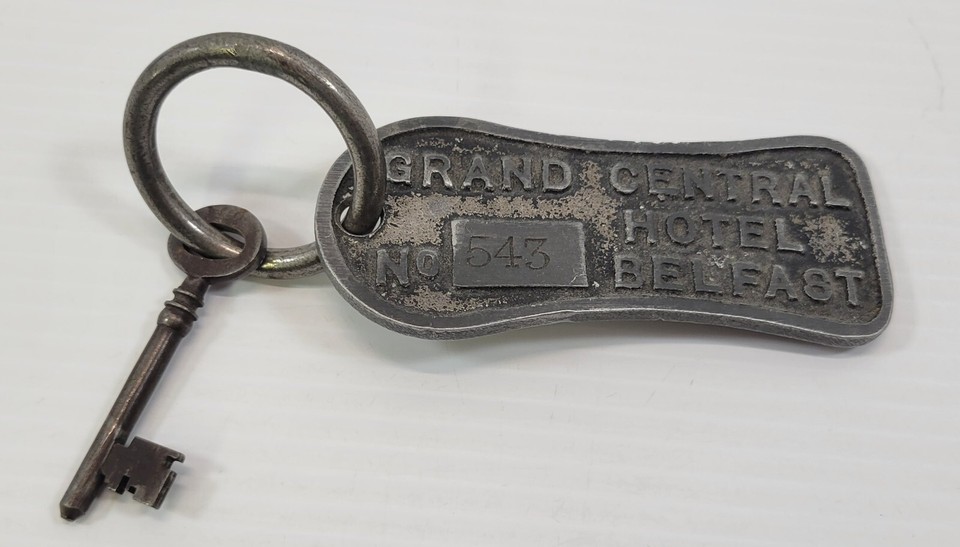 GRAND CENTRAL
HOTEL
No 543 BELFAST